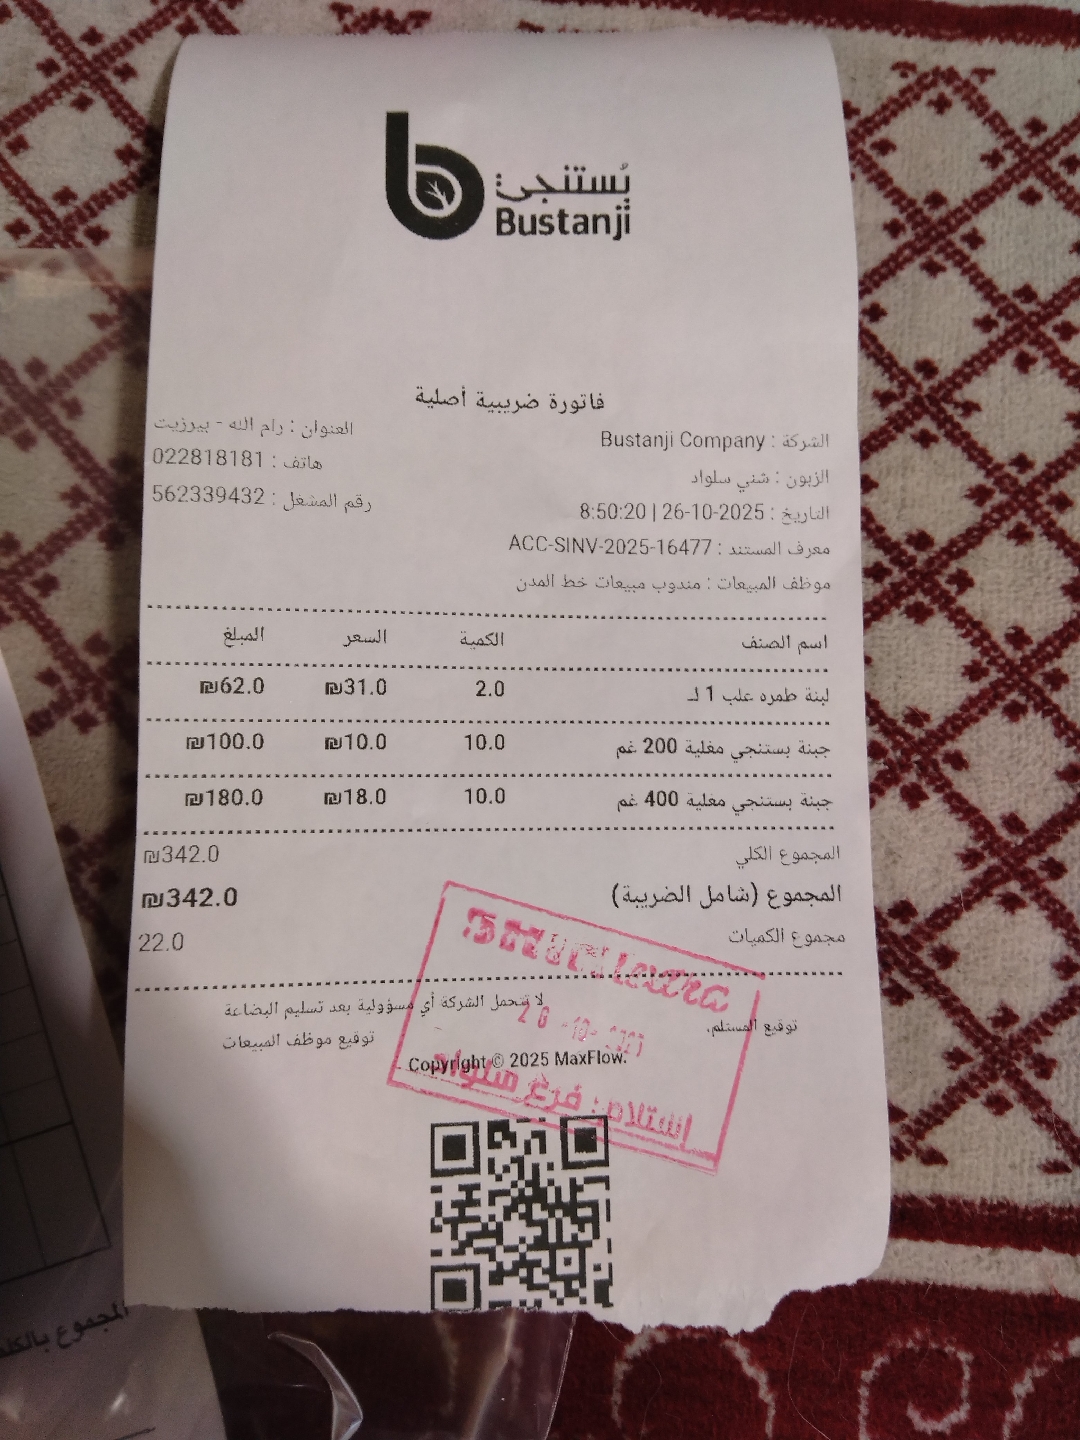 بُستنجي
Bustanji
فاتورة ضريبية أصلية
الشركة : Bustanji Company
العنوان : رام الله - بيرزيت
الزبون : شني سلواد
هاتف : 022818181
التاريخ : 26-10-2025 | 8:50:20
رقم المشغل : 562339432
معرف المستند : ACC-SINV-2025-16477
موظف المبيعات : مندوب مبيعات خط المدن
اسم الصنف الكمية السعر المبلغ
لبنة طمره علب 1 لـ 2.0 ₪31.0 ₪62.0
جبنة بستنجي مغلية 200 غم 10.0 ₪10.0 ₪100.0
جبنة بستنجي مغلية 400 غم 10.0 ₪18.0 ₪180.0
المجموع الكلي ₪342.0
المجموع (شامل الضريبة) ₪342.0
مجموع الكميات 22.0
لا تتحمل الشركة أي مسؤولية بعد تسليم البضاعة
توقيع المستلم.
توقيع موظف المبيعات
Copyright © 2025 MaxFlow.
استلام : فرع سلواد
المجموع بالكلمات